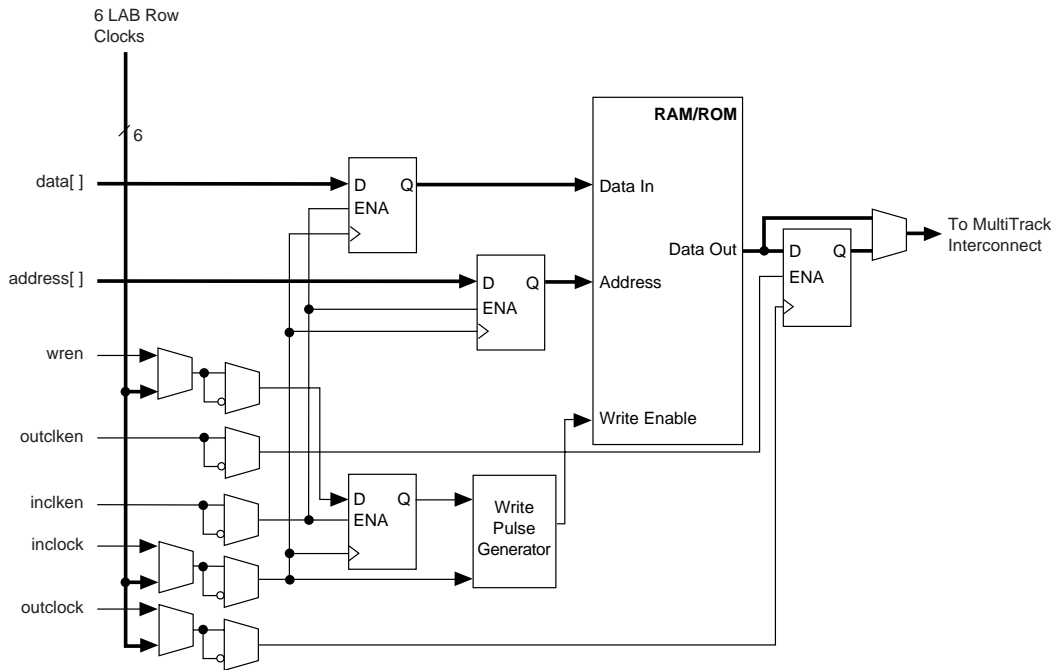 6 LAB Row
Clocks
6
data[ ]
address[ ]
wren
outclken
inclken
inclock
outclock
D Q
ENA
D Q
ENA
D Q
ENA
Write
Pulse
Generator
RAM/ROM
Data In
Data Out
Address
Write Enable
D Q
ENA
To MultiTrack
Interconnect